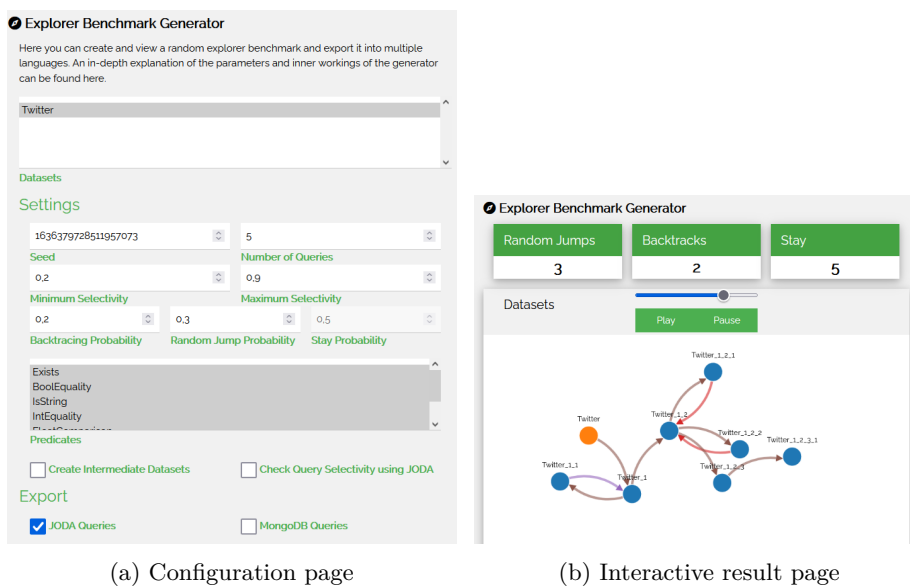 Explorer Benchmark Generator
Here you can create and view a random explorer benchmark and export it into multiple
languages. An in-depth explanation of the parameters and inner workings of the generator
can be found here.
Twitter
Datasets
Settings
1636379728511957073
5
Seed
Number of Queries
0,2
0,9
Minimum Selectivity
Maximum Selectivity
0,2
0,3
0,5
Backtracing Probability
Random Jump Probability
Stay Probability
Exists
BoolEquality
IsString
IntEquality
FloatComparison
Predicates
Create Intermediate Datasets
Check Query Selectivity using JODA
Export
JODA Queries
MongoDB Queries
(a) Configuration page
Explorer Benchmark Generator
Random Jumps
Backtracks
Stay
3
2
5
Datasets
Play
Pause
Twitter_1_2_1
Twitter
Twitter_1_2
Twitter_1_2_2
Twitter_1_2_3_1
Twitter_1_1
Twitter_1
Twitter_1_2_3
(b) Interactive result page